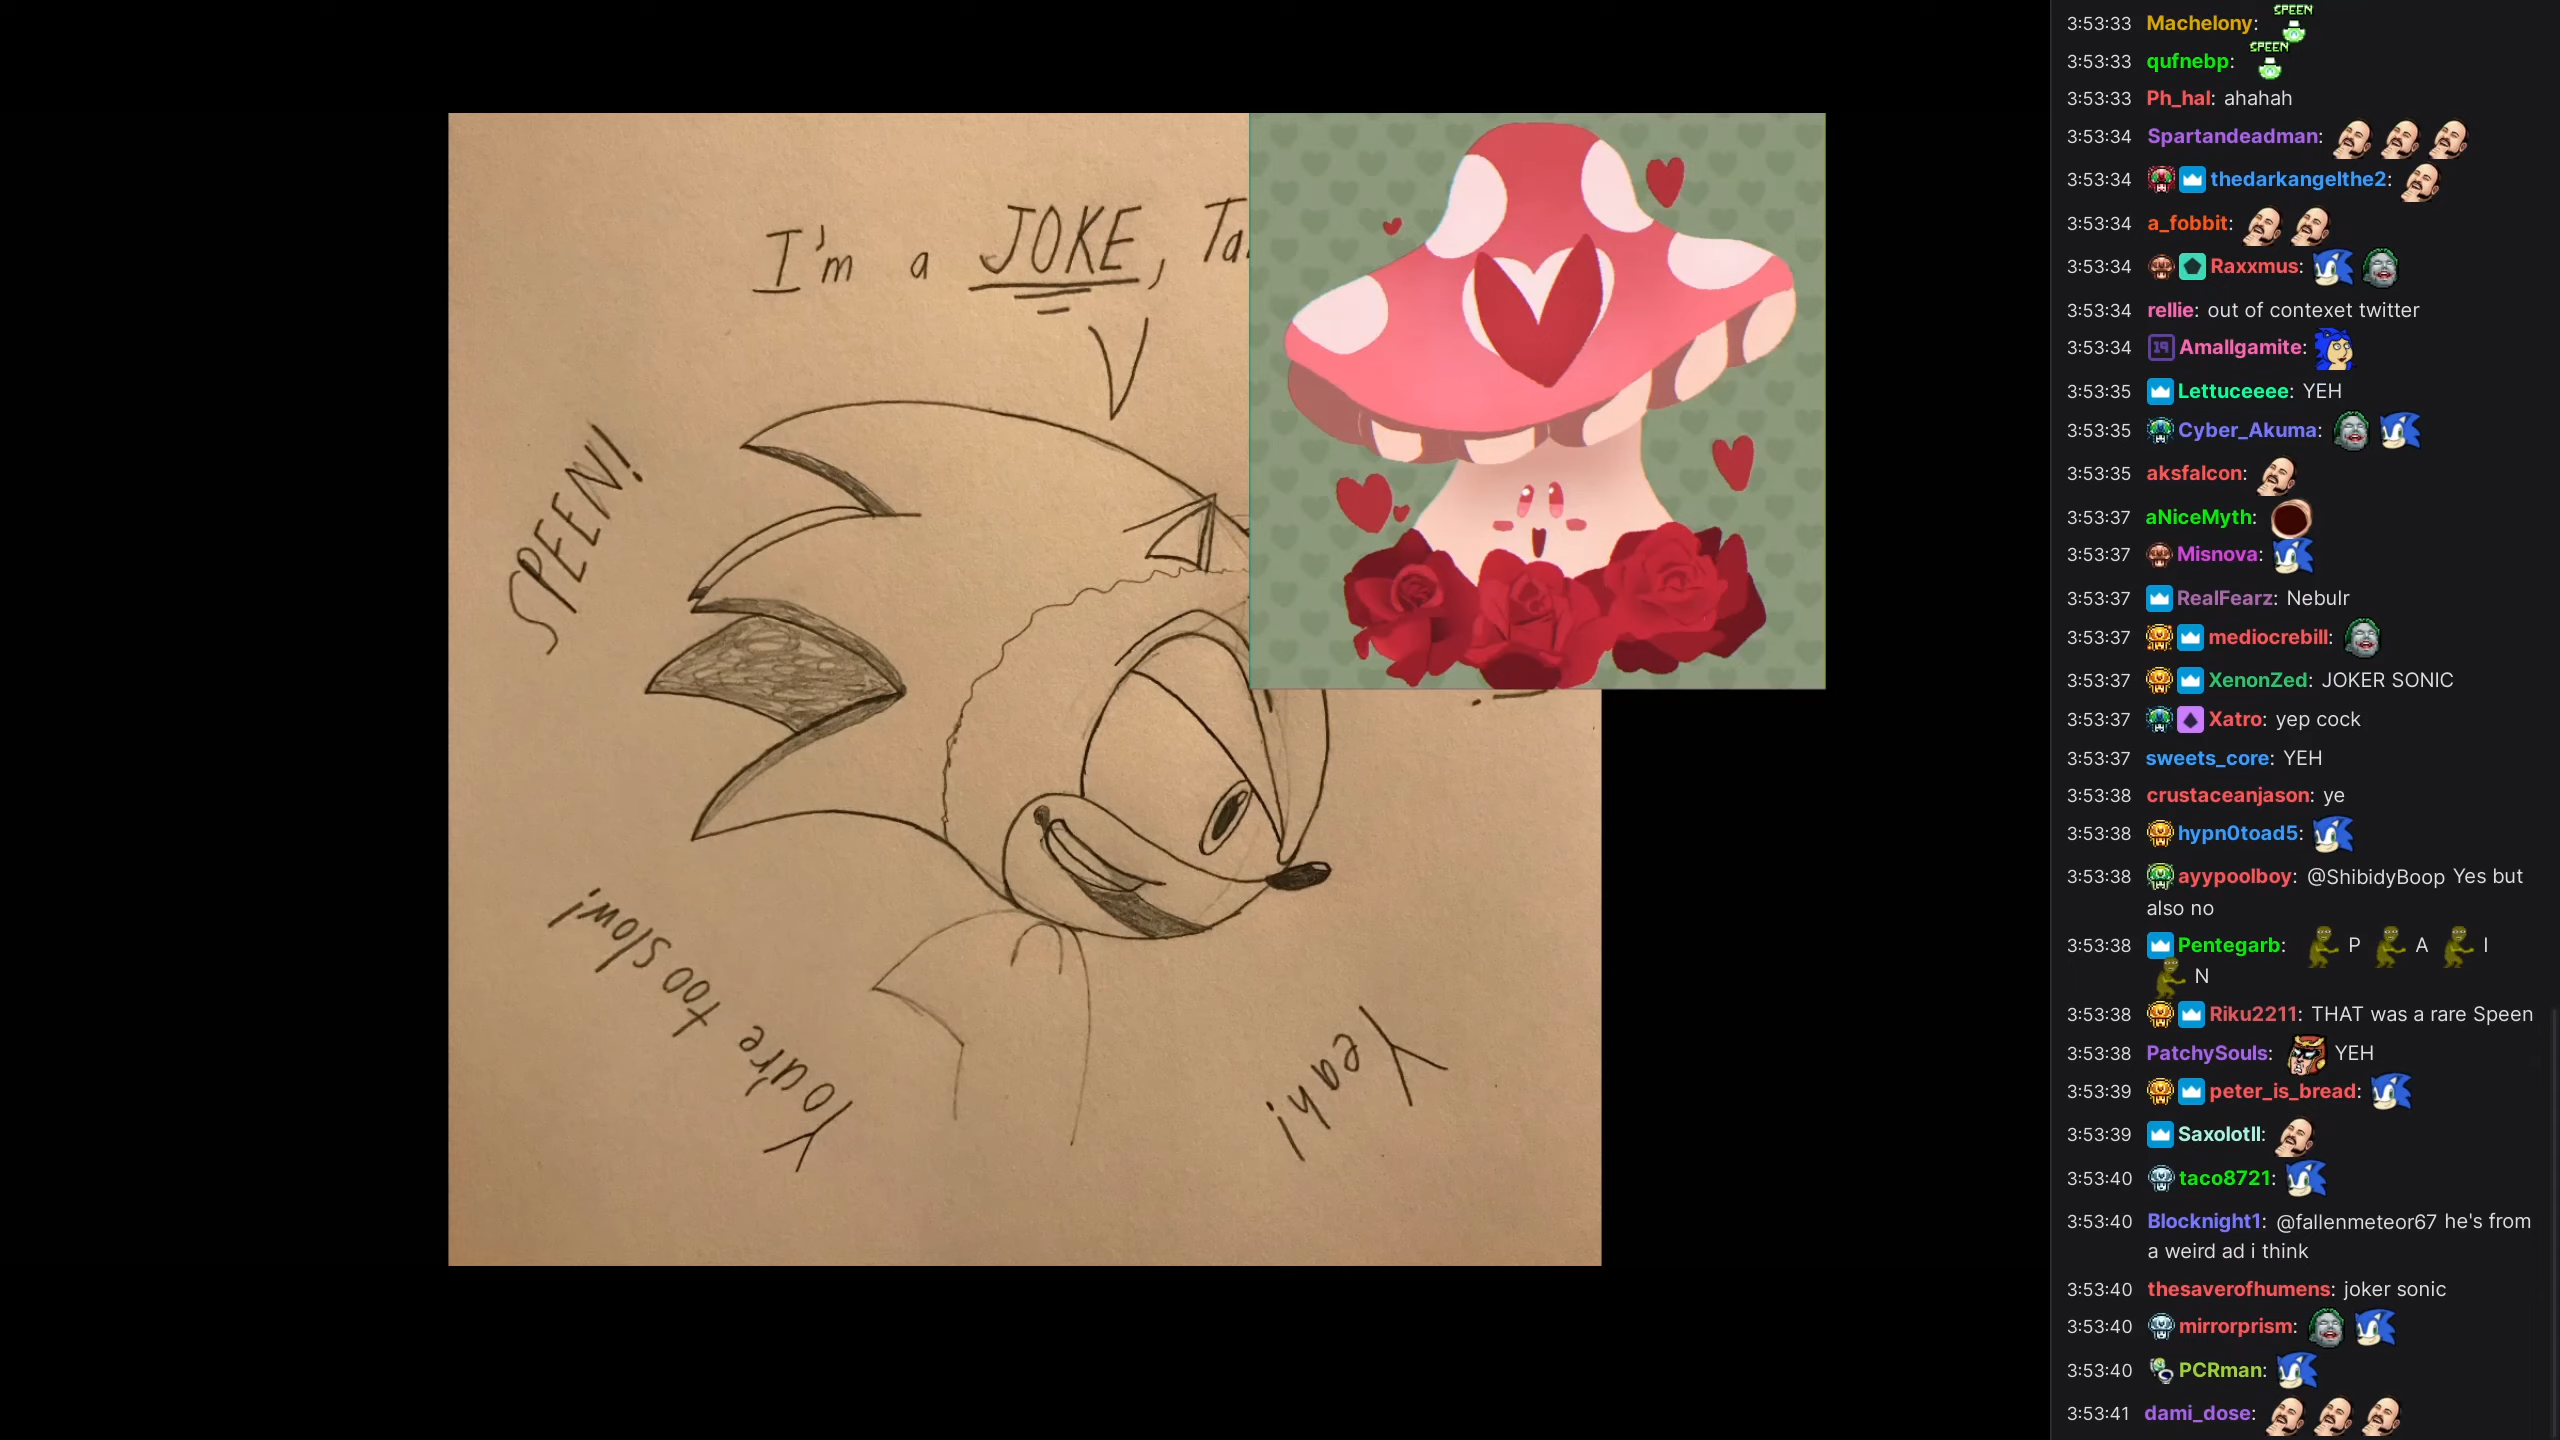 I'm a JOKE, Ta
SPEEN!
You're too slow!
Yeah!
3:53:33 Machelony: SPEEN
3:53:33 qufnebp: SPEEN
3:53:33 Ph_hal: ahahah
3:53:34 Spartandeadman:
3:53:34 thedarkangelthe2:
3:53:34 a_fobbit:
3:53:34 Raxxmus:
3:53:34 rellie: out of contexet twitter
3:53:34 19 Amallgamite:
3:53:35 Lettuceeee: YEH
3:53:35 Cyber_Akuma:
3:53:35 aksfalcon:
3:53:37 aNiceMyth:
3:53:37 Misnova:
3:53:37 RealFearz: Nebulr
3:53:37 mediocrebill:
3:53:37 XenonZed: JOKER SONIC
3:53:37 Xatro: yep cock
3:53:37 sweets_core: YEH
3:53:38 crustaceanjason: ye
3:53:38 hypn0toad5:
3:53:38 ayypoolboy: @ShibidyBoop Yes but
also no
3:53:38 Pentegarb: P A I
N
3:53:38 Riku2211: THAT was a rare Speen
3:53:38 PatchySouls: YEH
3:53:39 peter_is_bread:
3:53:39 Saxolotll:
3:53:40 taco8721:
3:53:40 Blocknight1: @fallenmeteor67 he's from
a weird ad i think
3:53:40 thesaverofhumens: joker sonic
3:53:40 mirrorprism:
3:53:40 PCRman:
3:53:41 dami_dose: